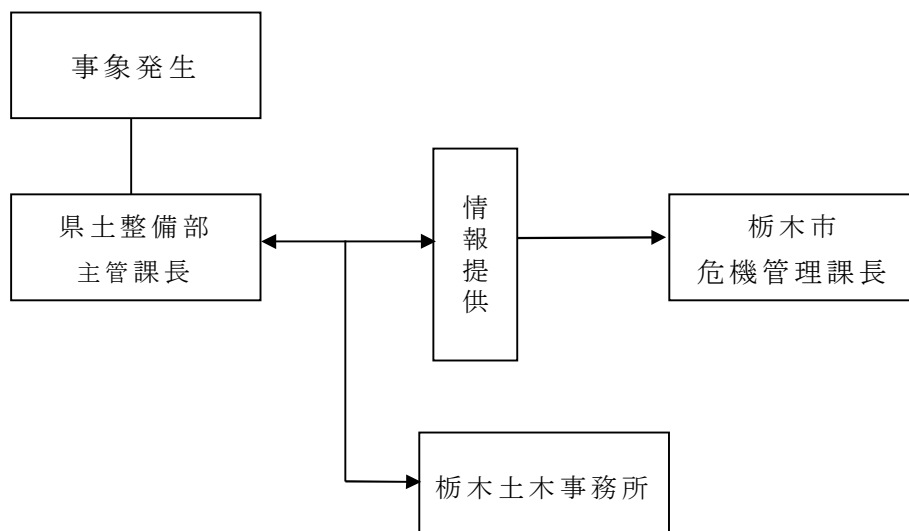 事象発生
県土整備部
主管課長
情報提供
栃木市
危機管理課長
栃木土木事務所